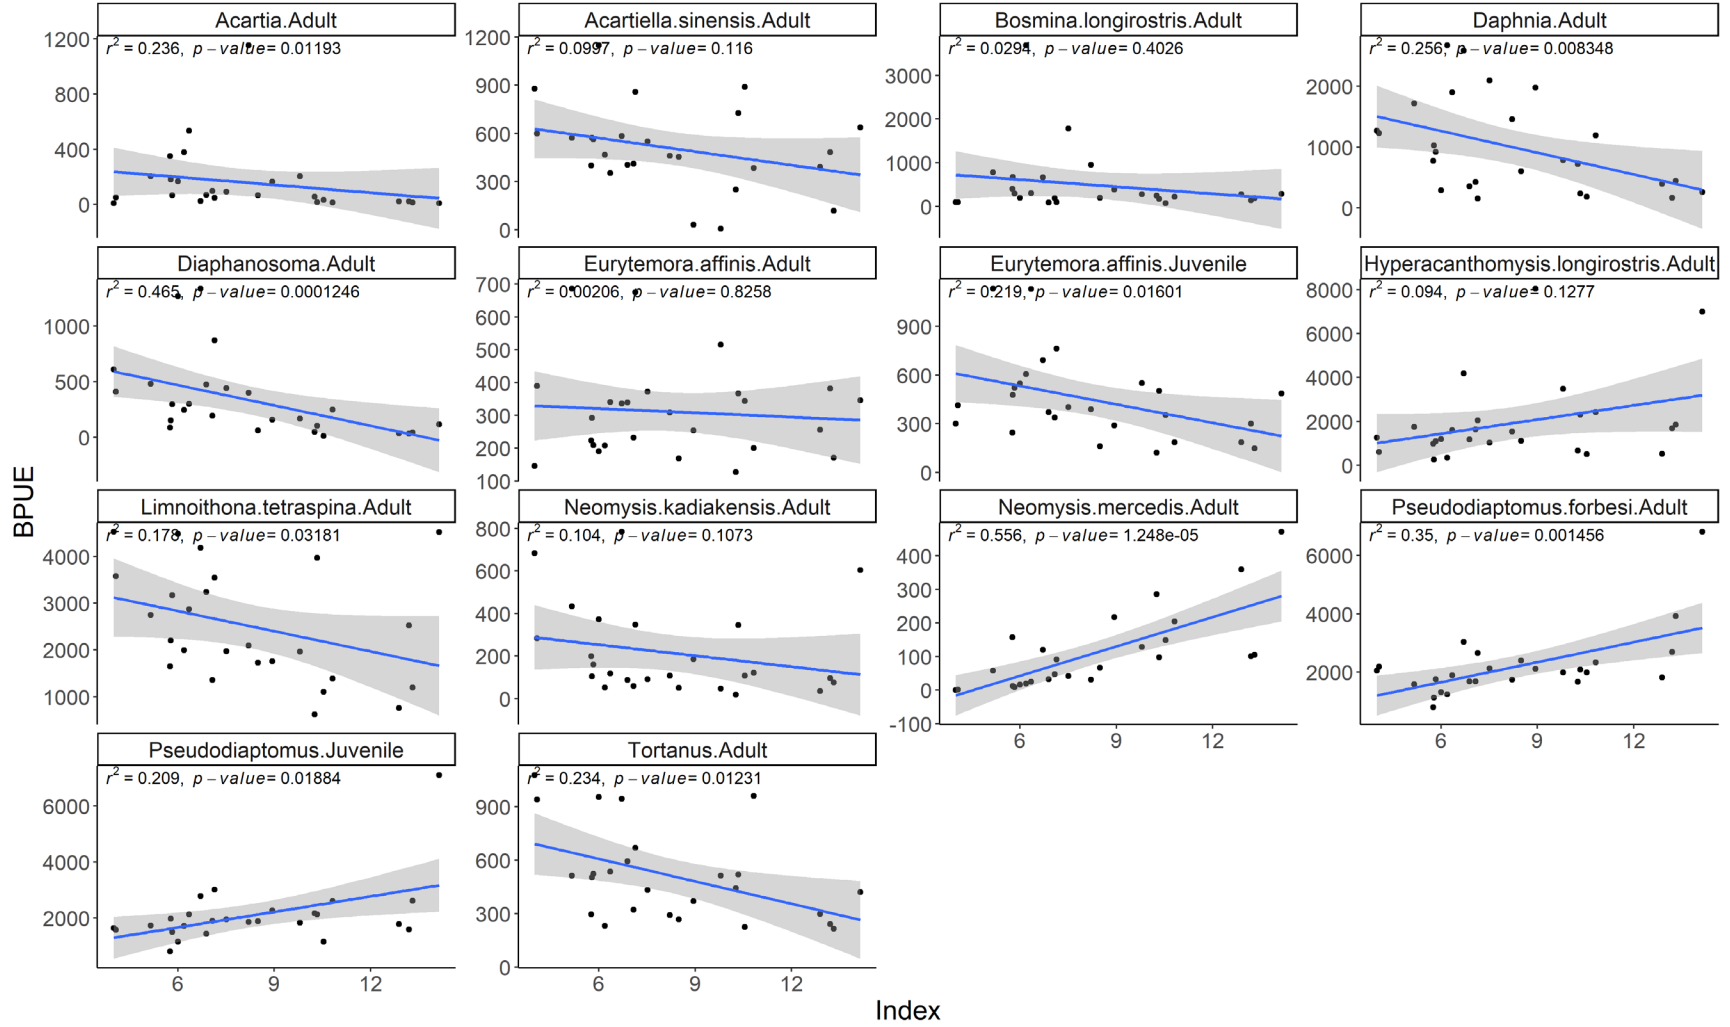 Acartia.Adult
r2 = 0.236, p−value = 0.01193
1200
800
400
0
Acartiella.sinensis.Adult
r2 = 0.0997, p−value = 0.116
1200
900
600
300
0
Bosmina.longirostris.Adult
r2 = 0.0294, p−value = 0.4026
3000
2000
1000
0
Daphnia.Adult
r2 = 0.256, p−value = 0.008348
2000
1000
0
Diaphanosoma.Adult
r2 = 0.465, p−value = 0.0001246
1000
500
0
Eurytemora.affinis.Adult
r2 = 0.00206, p−value = 0.8258
700
600
500
400
300
200
100
Eurytemora.affinis.Juvenile
r2 = 0.219, p−value = 0.01601
900
600
300
0
Hyperacanthomysis.longirostris.Adult
r2 = 0.094, p−value = 0.1277
8000
6000
4000
2000
0
BPUE
Limnoithona.tetraspina.Adult
r2 = 0.178, p−value = 0.03181
4000
3000
2000
1000
Neomysis.kadiakensis.Adult
r2 = 0.104, p−value = 0.1073
800
600
400
200
0
Neomysis.mercedis.Adult
r2 = 0.556, p−value = 1.248e-05
400
300
200
100
0
-100
6 9 12
Pseudodiaptomus.forbesi.Adult
r2 = 0.35, p−value = 0.001456
6000
4000
2000
6 9 12
Pseudodiaptomus.Juvenile
r2 = 0.209, p−value = 0.01884
6000
4000
2000
6 9 12
Tortanus.Adult
r2 = 0.234, p−value = 0.01231
900
600
300
0
6 9 12
Index